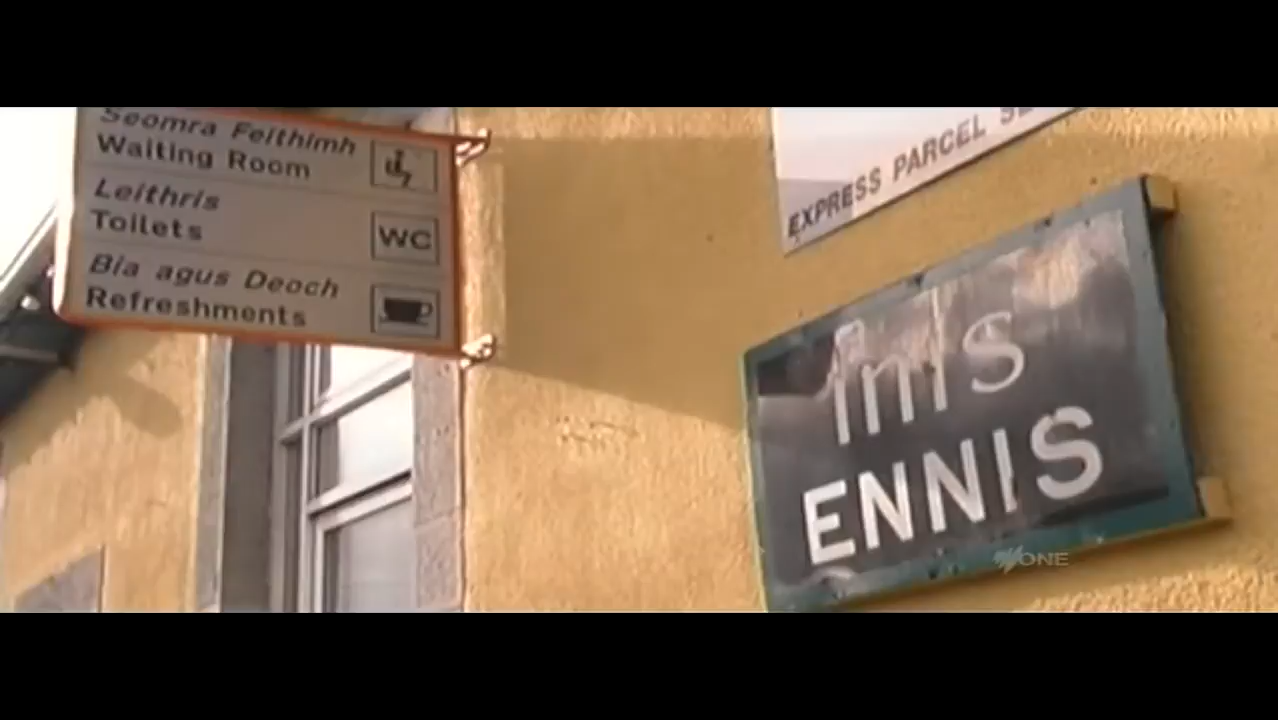 Seomra Feithimh
Waiting Room
Leithris
Toilets
WC
Bia agus Deoch
Refreshments
EXPRESS PARCEL
Inis
ENNIS
ONE